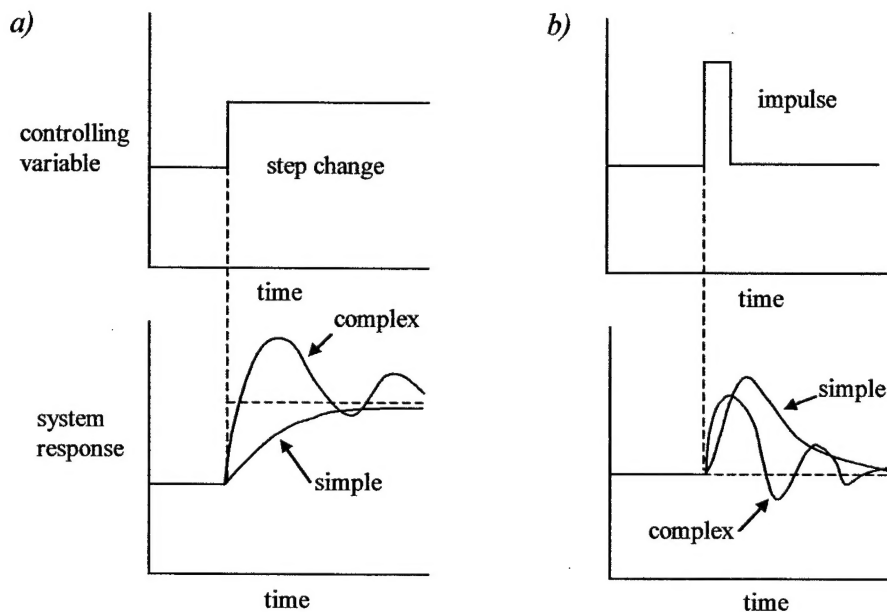 a)
controlling
variable
step change
time
complex
system
response
simple
time
b)
impulse
time
simple
complex
time